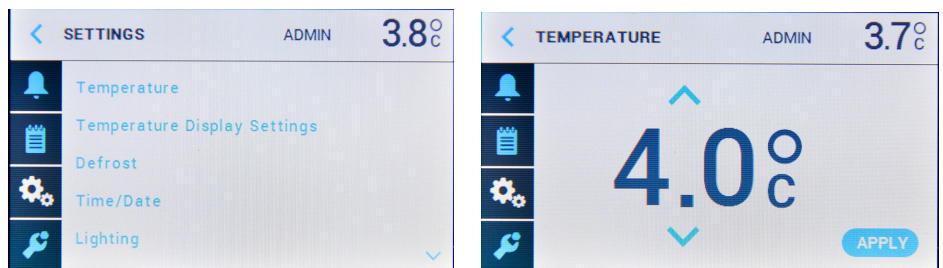 SETTINGS ADMIN 3.8°C
Temperature
Temperature Display Settings
Defrost
Time/Date
Lighting
TEMPERATURE ADMIN 3.7°C
4.0°C
APPLY